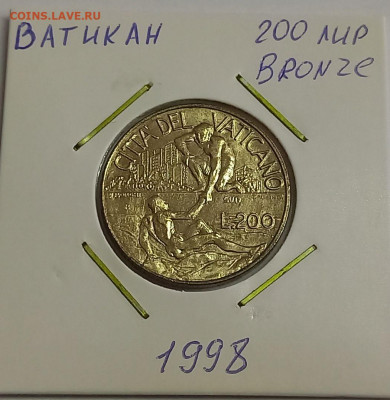 COINS.LAVE.RU
ВАТИКАН
200 лир
BRONZE
CITTA' DEL VATICANO
L.200
1998